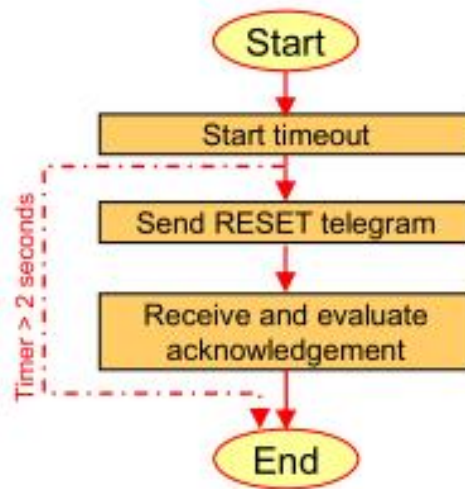 Start
Start timeout
Timer > 2 seconds
Send RESET telegram
Receive and evaluate
acknowledgement
End